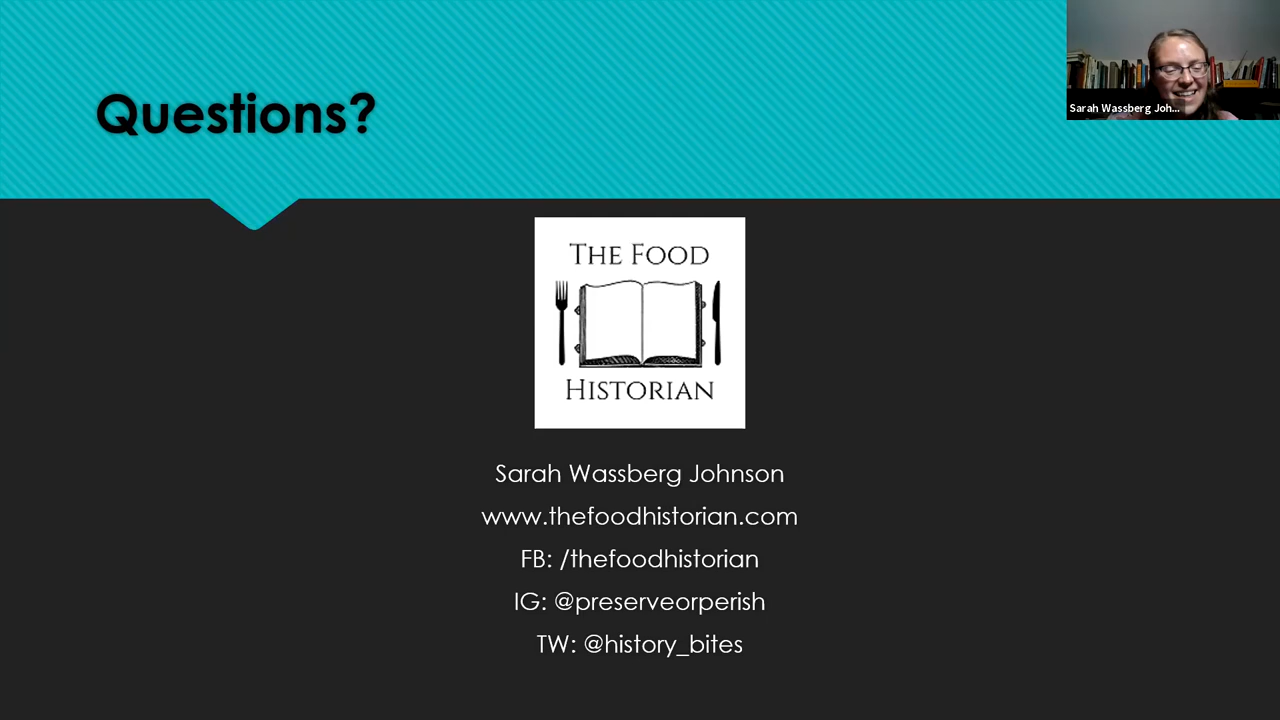 Questions?
Sarah Wassberg Joh...
THE FOOD
HISTORIAN
Sarah Wassberg Johnson
www.thefoodhistorian.com
FB: /thefoodhistorian
IG: @preserveorperish
TW: @history_bites